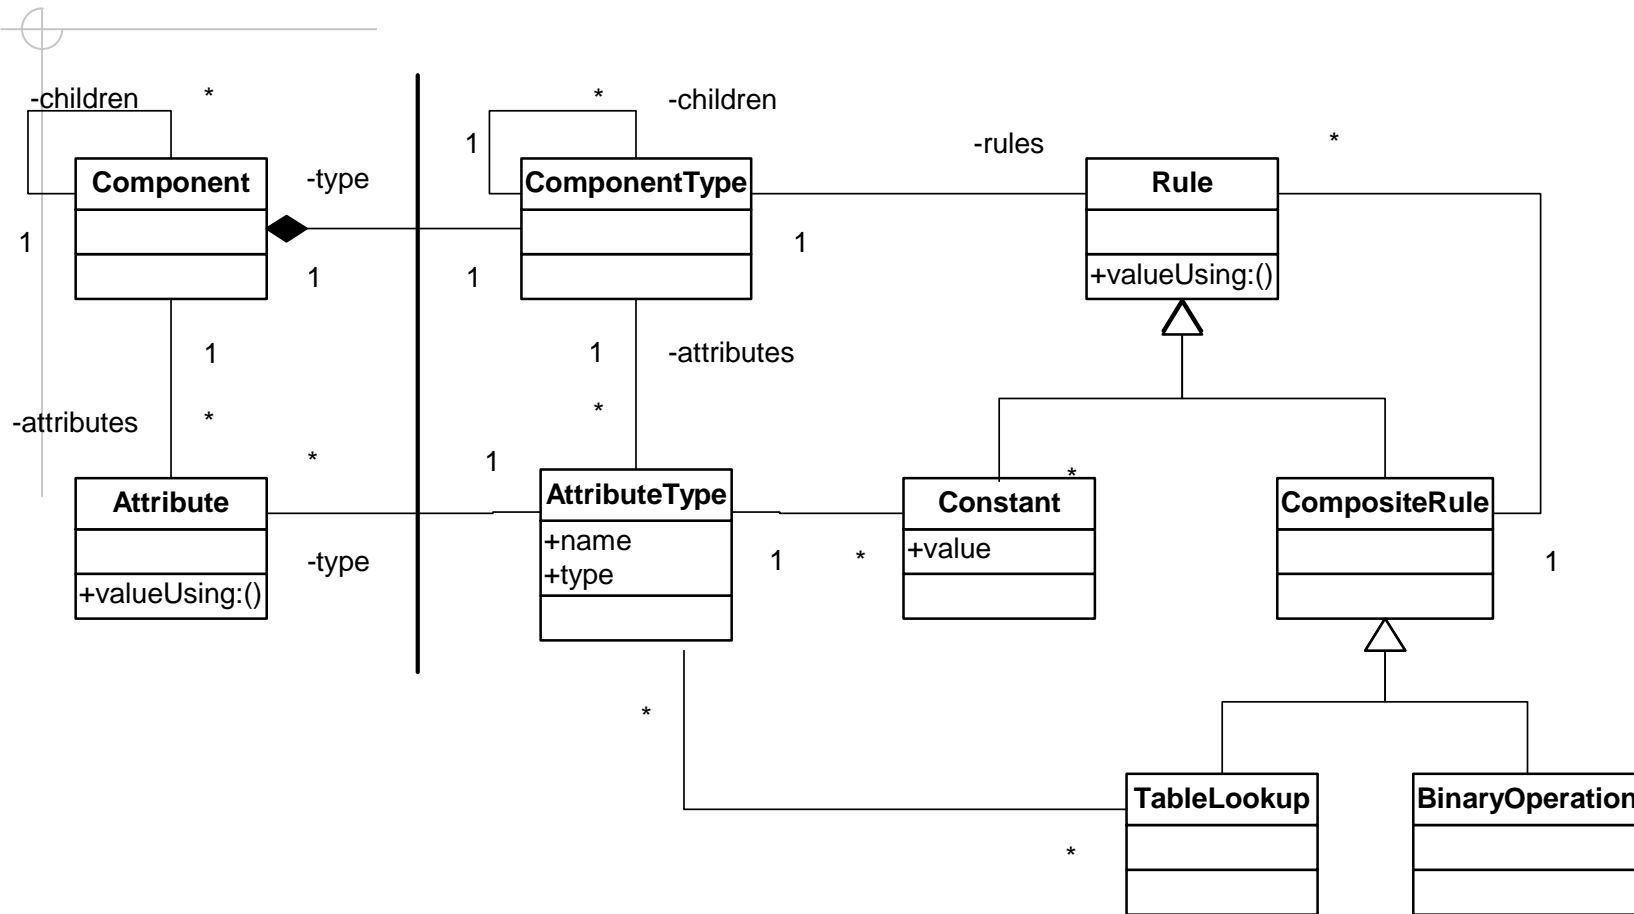 -children * * -children
1 -rules *
Component -type ComponentType Rule
1 1 1 1 +valueUsing:()
1 1 -attributes
-attributes * *
* 1 *
Attribute AttributeType Constant CompositeRule
+name +value
-type +type 1 * 1
+valueUsing:()
*
TableLookup BinaryOperation
*